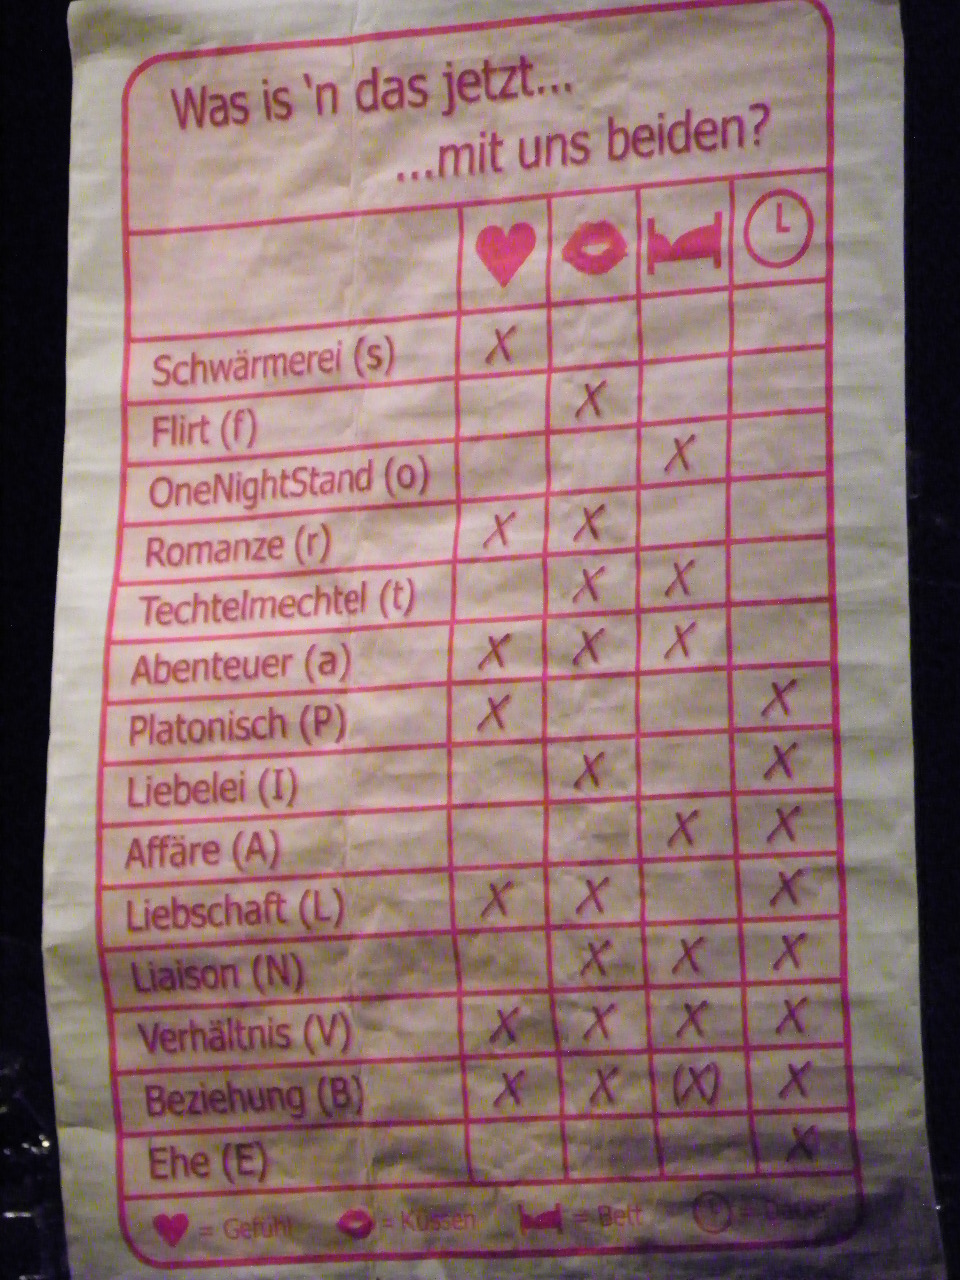 Was is 'n das jetzt...
...mit uns beiden?
Schwärmerei (s) X
Flirt (f) X
OneNightStand (o) X
Romanze (r) X X
Techtelmechtel (t) X X
Abenteuer (a) X X X
Platonisch (P) X X
Liebelei (I) X X
Affäre (A) X X
Liebschaft (L) X X X
Liaison (N) X X X
Verhältnis (V) X X X X
Beziehung (B) X X (X) X
Ehe (E) X
= Gefühl = Küssen = Bett = Dauer